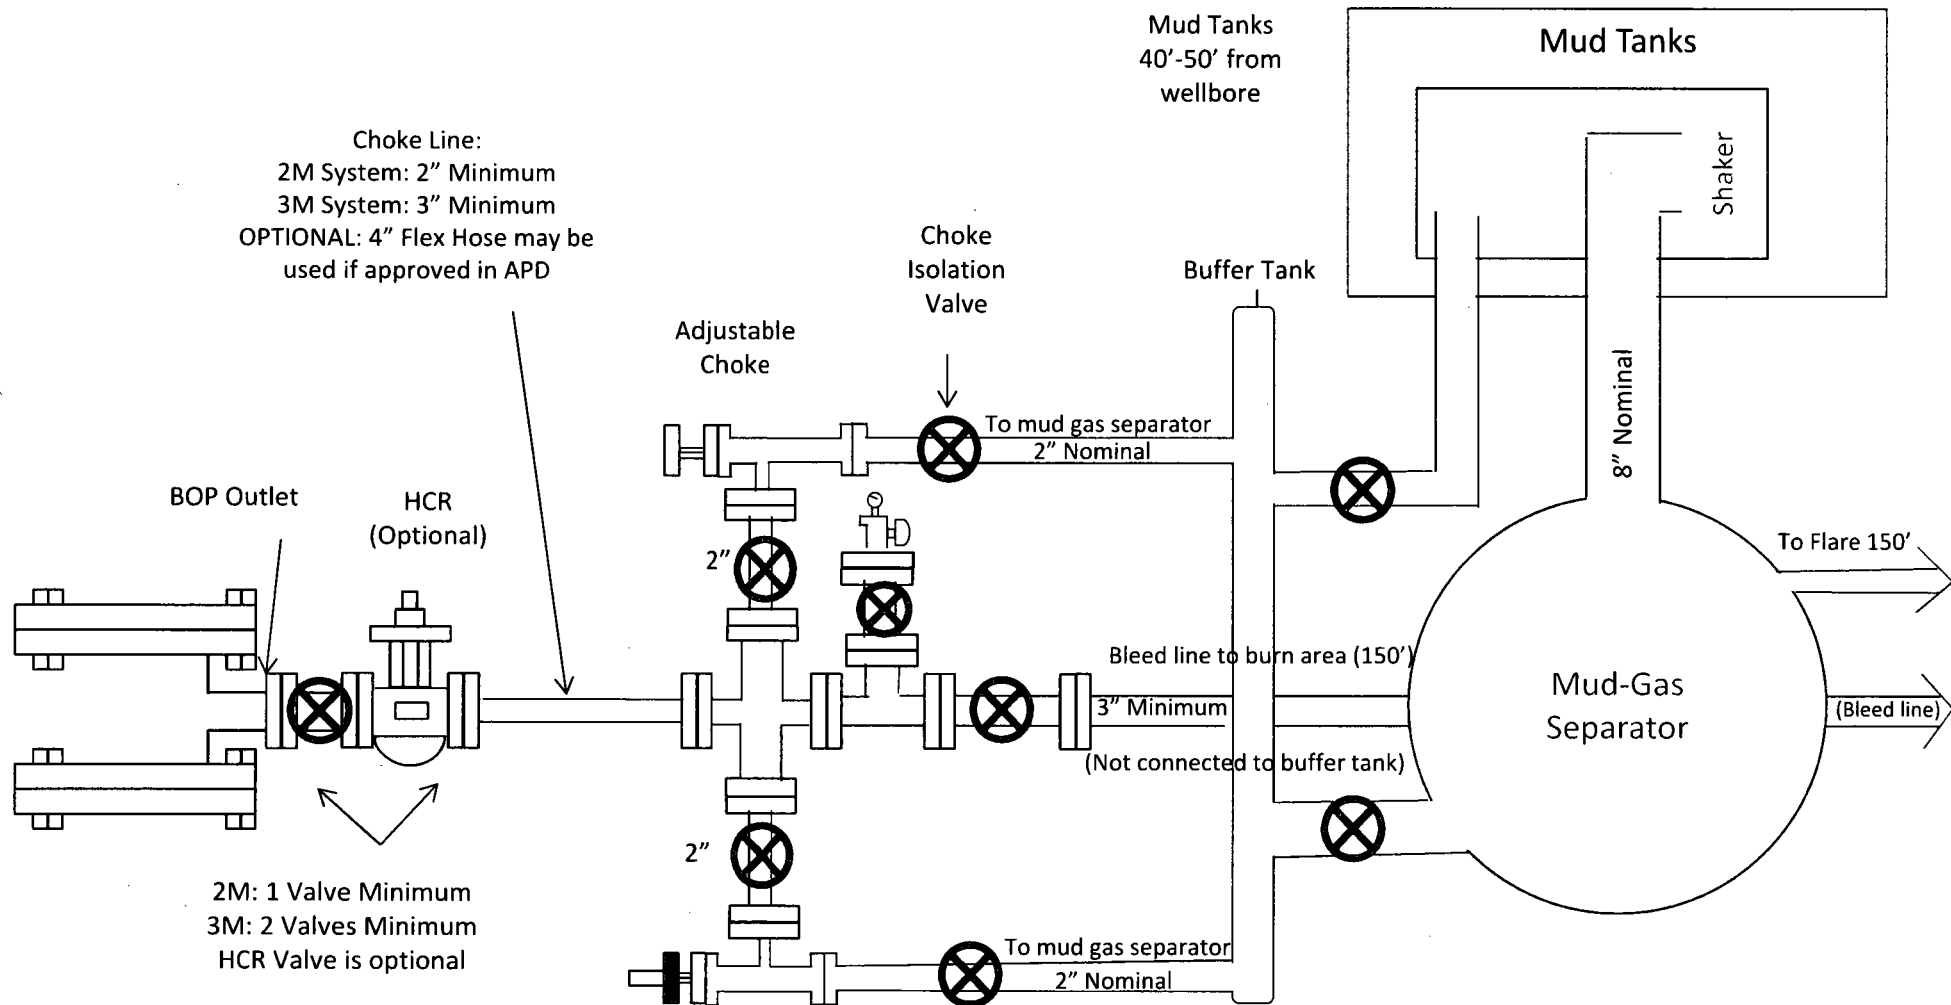 Mud Tanks
40’-50’ from
wellbore
Mud Tanks
Shaker
Choke Line:
2M System: 2” Minimum
3M System: 3” Minimum
OPTIONAL: 4” Flex Hose may be
used if approved in APD
Choke
Isolation
Valve
Buffer Tank
Adjustable
Choke
8” Nominal
To mud gas separator
2” Nominal
BOP Outlet
HCR
(Optional)
2”
To Flare 150’
Bleed line to burn area (150’)
3” Minimum
(Not connected to buffer tank)
Mud-Gas
Separator
(Bleed line)
2”
2M: 1 Valve Minimum
3M: 2 Valves Minimum
HCR Valve is optional
To mud gas separator
2” Nominal